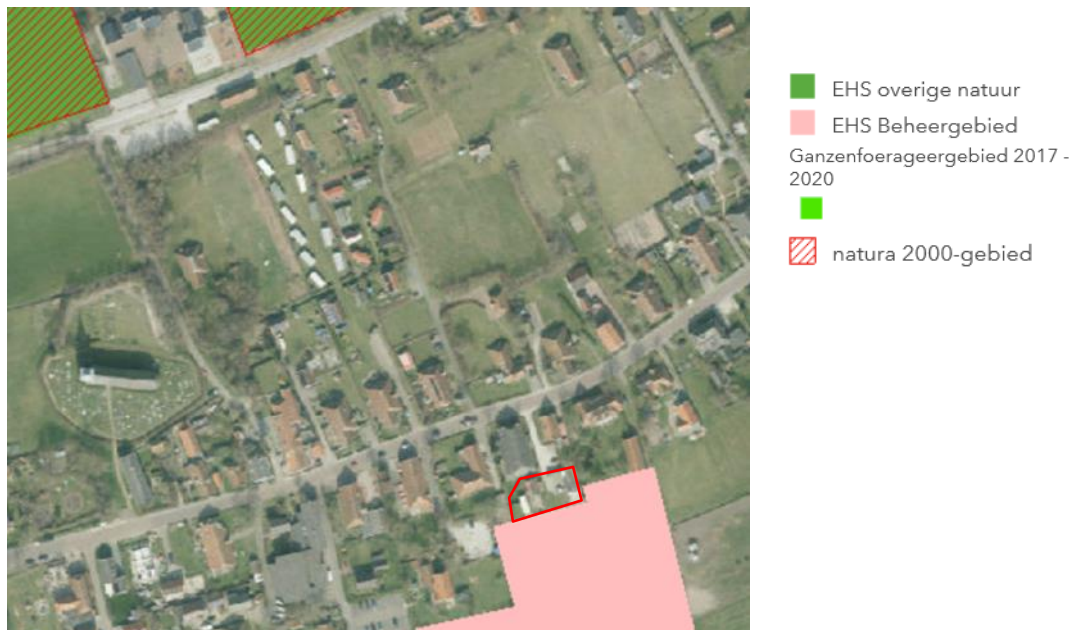 EHS overige natuur
EHS Beheergebied
Ganzenfoerageergebied 2017 -
2020
natura 2000-gebied